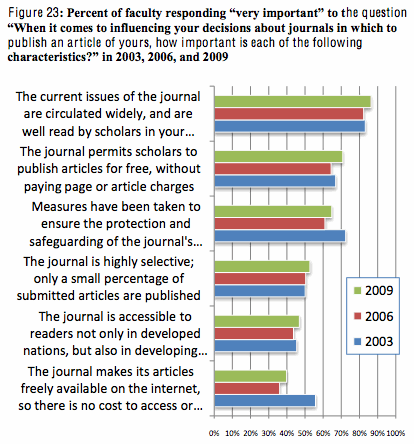 Figure 23: Percent of faculty responding “very important” to the question
“When it comes to influencing your decisions about journals in which to
publish an article of yours, how important is each of the following
characteristics?” in 2003, 2006, and 2009
The current issues of the journal
are circulated widely, and are
well read by scholars in your…
The journal permits scholars to
publish articles for free, without
paying page or article charges
Measures have been taken to
ensure the protection and
safeguarding of the journal's…
The journal is highly selective;
only a small percentage of
submitted articles are published
The journal is accessible to
readers not only in developed
nations, but also in developing…
The journal makes its articles
freely available on the internet,
so there is no cost to access or…
2009
2006
2003
0% 10% 20% 30% 40% 50% 60% 70% 80% 90% 100%